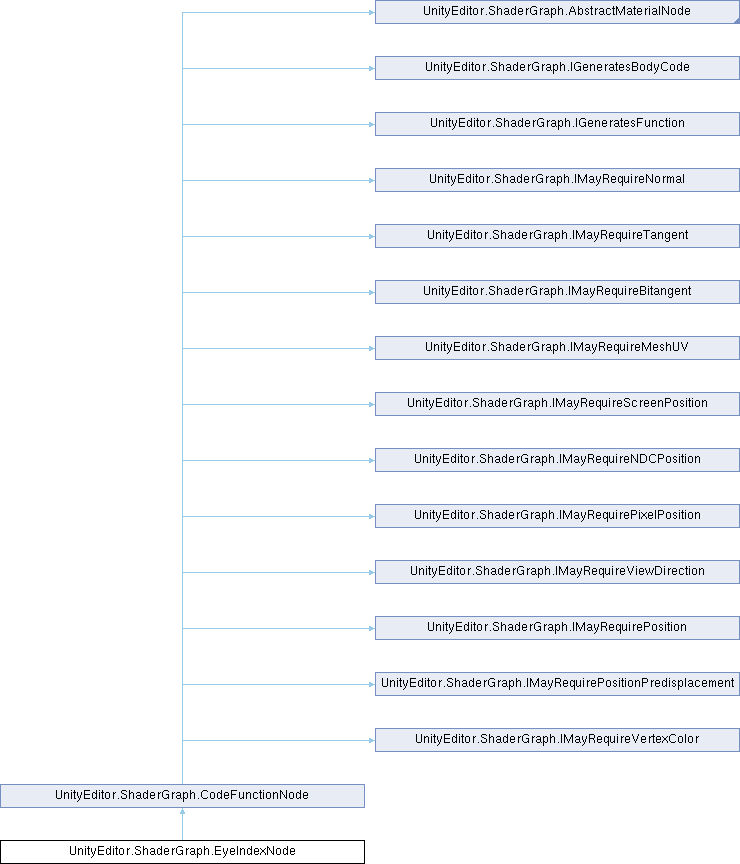 UnityEditor.ShaderGraph.AbstractMaterialNode
UnityEditor.ShaderGraph.IGeneratesBodyCode
UnityEditor.ShaderGraph.IGeneratesFunction
UnityEditor.ShaderGraph.IMayRequireNormal
UnityEditor.ShaderGraph.IMayRequireTangent
UnityEditor.ShaderGraph.IMayRequireBitangent
UnityEditor.ShaderGraph.IMayRequireMeshUV
UnityEditor.ShaderGraph.IMayRequireScreenPosition
UnityEditor.ShaderGraph.IMayRequireNDCPosition
UnityEditor.ShaderGraph.IMayRequirePixelPosition
UnityEditor.ShaderGraph.IMayRequireViewDirection
UnityEditor.ShaderGraph.IMayRequirePosition
UnityEditor.ShaderGraph.IMayRequirePositionPredisplacement
UnityEditor.ShaderGraph.IMayRequireVertexColor
UnityEditor.ShaderGraph.CodeFunctionNode
UnityEditor.ShaderGraph.EyeIndexNode